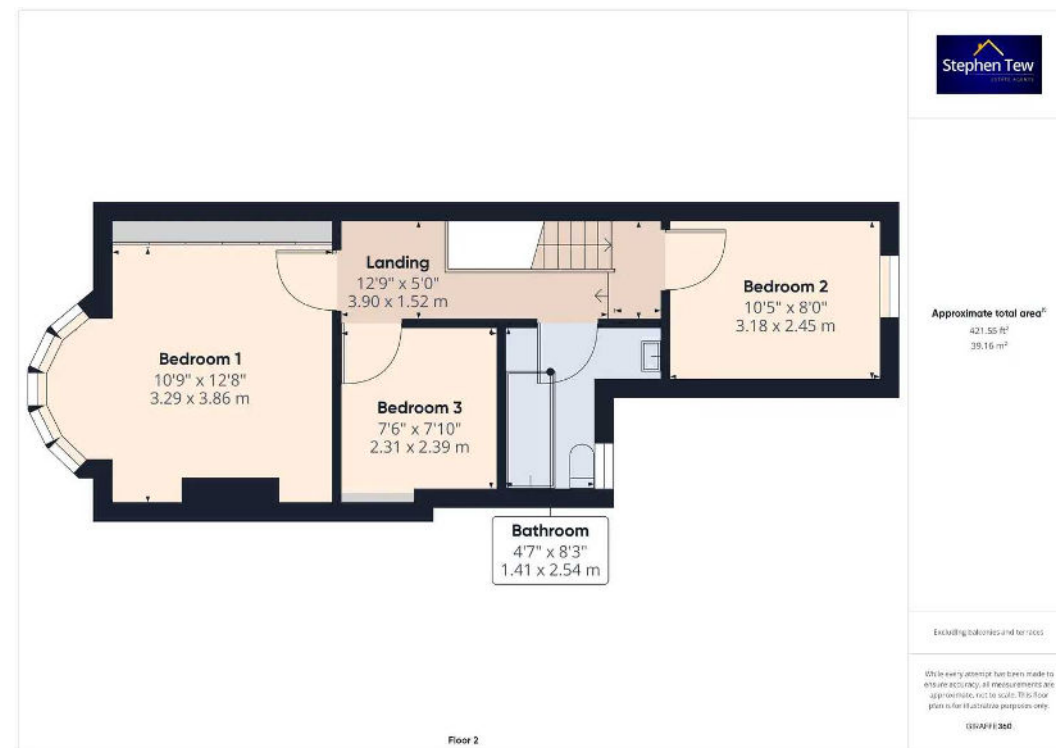 Stephen Tew
ESTATE AGENTS
Landing
12'9" x 5'0"
3.90 x 1.52 m
Bedroom 2
10'5" x 8'0"
3.18 x 2.45 m
Bedroom 1
10'9" x 12'8"
3.29 x 3.86 m
Bedroom 3
7'6" x 7'10"
2.31 x 2.39 m
Bathroom
4'7" x 8'3"
1.41 x 2.54 m
Floor 2
Approximate total area
421.55 ft²
39.16 m²
Excluding balconies and terraces
While every attempt has been made to
ensure accuracy, all measurements are
approximate, not to scale. This floor
plan is for illustrative purposes only.
GIRAFFE360